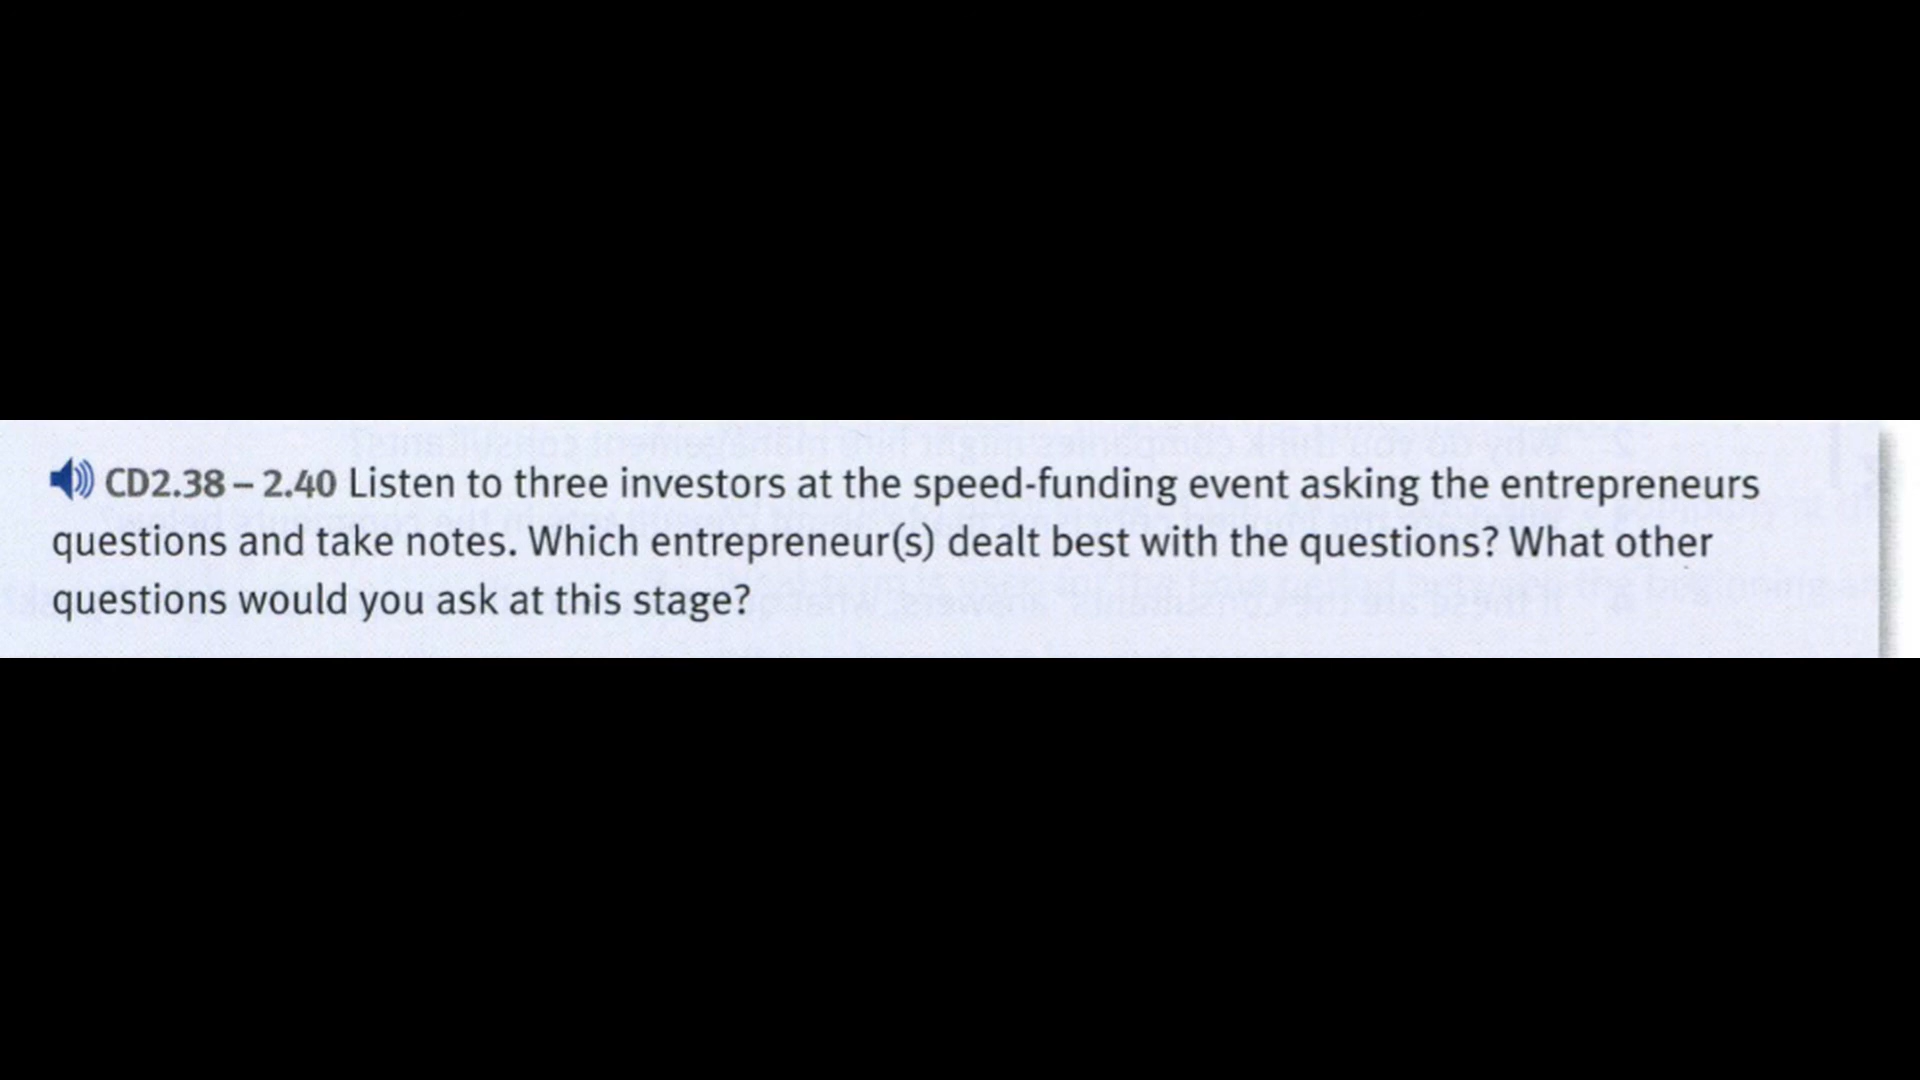 CD2.38 – 2.40 Listen to three investors at the speed-funding event asking the entrepreneurs
questions and take notes. Which entrepreneur(s) dealt best with the questions? What other
questions would you ask at this stage?